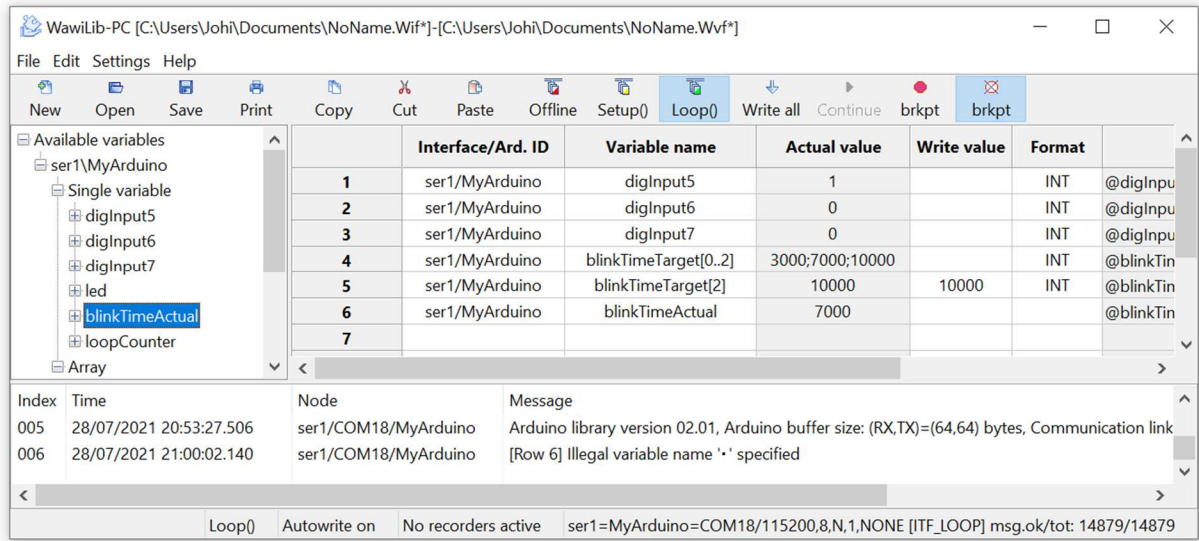 WawiLib-PC [C:\Users\Johi\Documents\NoName.Wif*]-[C:\Users\Johi\Documents\NoName.Wvf*]
File Edit Settings Help
New Open Save Print Copy Cut Paste Offline Setup() Loop() Write all Continue brkpt brkpt
Available variables
ser1\MyArduino
Single variable
digInput5
digInput6
digInput7
led
blinkTimeActual
loopCounter
Array
Interface/Ard. ID Variable name Actual value Write value Format
1 ser1/MyArduino digInput5 1 INT @digInpu
2 ser1/MyArduino digInput6 0 INT @digInpu
3 ser1/MyArduino digInput7 0 INT @digInpu
4 ser1/MyArduino blinkTimeTarget[0..2] 3000;7000;10000 INT @blinkTin
5 ser1/MyArduino blinkTimeTarget[2] 10000 10000 INT @blinkTin
6 ser1/MyArduino blinkTimeActual 7000 @blinkTin
7
Index Time Node Message
005 28/07/2021 20:53:27.506 ser1/COM18/MyArduino Arduino library version 02.01, Arduino buffer size: (RX,TX)=(64,64) bytes, Communication link
006 28/07/2021 21:00:02.140 ser1/COM18/MyArduino [Row 6] Illegal variable name '·' specified
Loop() Autowrite on No recorders active ser1=MyArduino=COM18/115200,8,N,1,NONE [ITF_LOOP] msg.ok/tot: 14879/14879